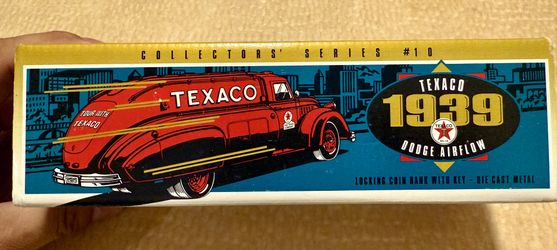 COLLECTORS' SERIES #10
TEXACO
TOUR WITH
TEXACO
TEXACO
1939
DODGE AIRFLOW
LOCKING COIN BANK WITH KEY - DIE CAST METAL